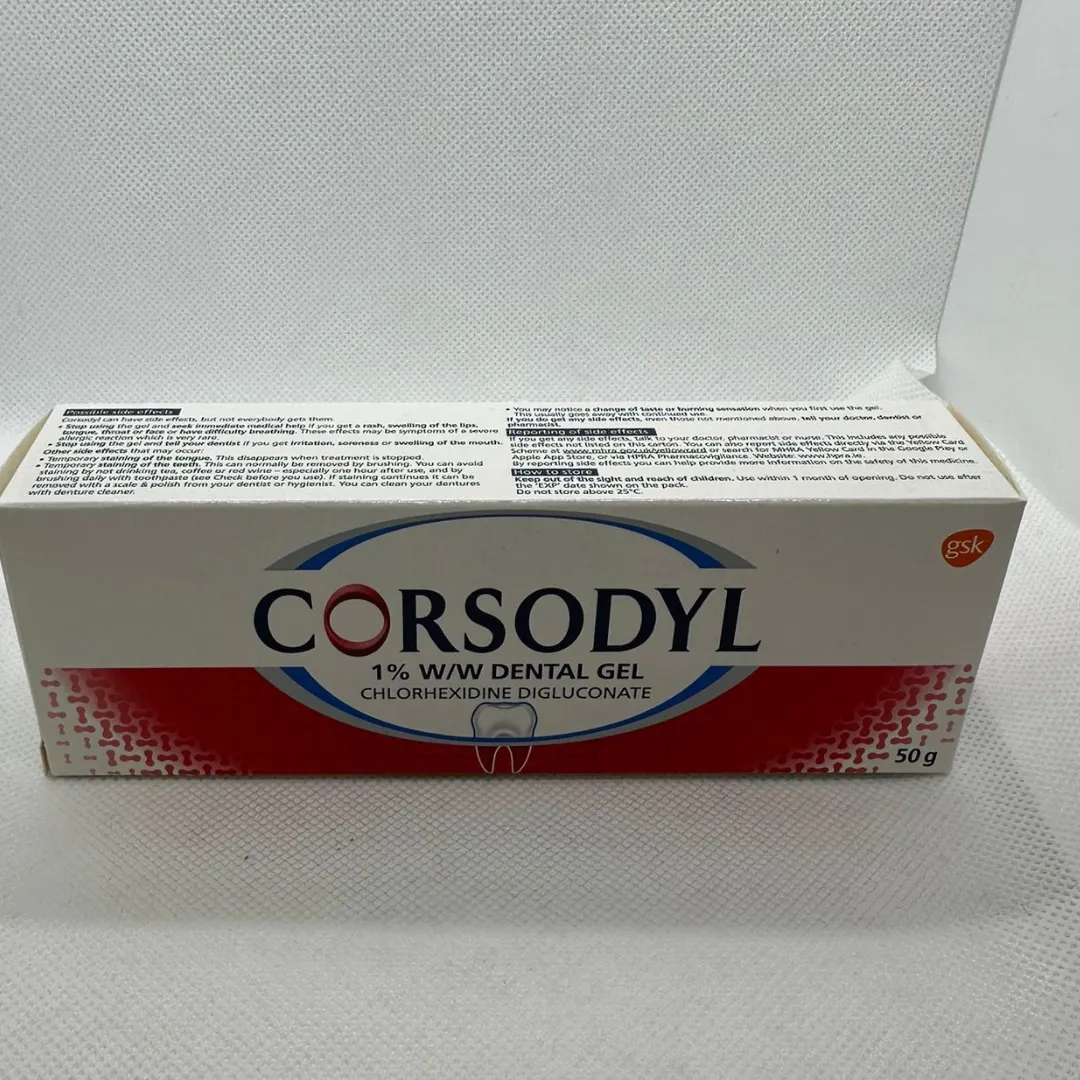 Possible side effects
Corsodyl can have side effects, but not everybody gets them.
• Stop using the gel and seek immediate medical help if you get a rash, swelling of the lips,
tongue, throat or face or have difficulty breathing. These effects may be symptoms of a severe
allergic reaction which is very rare.
• Stop using the gel and tell your dentist if you get irritation, soreness or swelling of the mouth.
Other side effects that may occur:
• Temporary staining of the tongue. This disappears when treatment is stopped.
• Temporary staining of the teeth. This can normally be removed by brushing. You can avoid
staining by not drinking tea, coffee or red wine – especially one hour after use, and by
brushing daily with toothpaste (see Check before you use). If staining continues it can be
removed with a scale & polish from your dentist or hygienist. You can clean your dentures
with denture cleaner.
• You may notice a change of taste or burning sensation when you first use the gel.
This usually goes away with continued use.
If you do get any side effects, even those not mentioned above, tell your doctor, dentist or
pharmacist.
Reporting of side effects
If you get any side effects, talk to your doctor, pharmacist or nurse. This includes any possible
side effects not listed on this carton. You can also report side effects directly via the Yellow Card
Scheme at www.mhra.gov.uk/yellowcard or search for MHRA Yellow Card in the Google Play or
Apple App Store, or via HPRA Pharmacovigilance. Website: www.hpra.ie.
By reporting side effects you can help provide more information on the safety of this medicine.
How to store
Keep out of the sight and reach of children. Use within 1 month of opening. Do not use after
the 'EXP' date shown on the pack.
Do not store above 25°C.
gsk
CORSODYL
1% W/W DENTAL GEL
CHLORHEXIDINE DIGLUCONATE
50 g